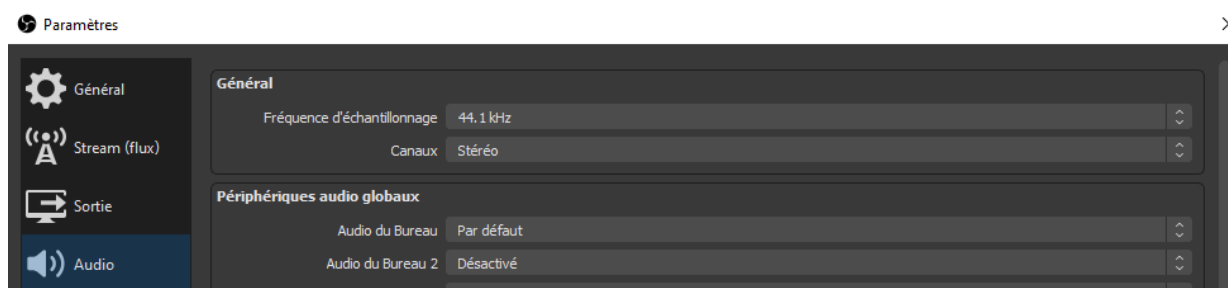 Paramètres
Général
Stream (flux)
Sortie
Audio
Général
Fréquence d'échantillonnage 44.1 kHz
Canaux Stéréo
Périphériques audio globaux
Audio du Bureau Par défaut
Audio du Bureau 2 Désactivé